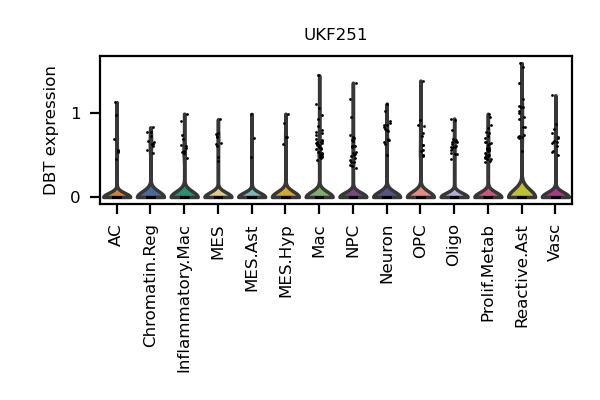 UKF251
DBT expression
1
0
AC
Chromatin.Reg
Inflammatory.Mac
MES
MES.Ast
MES.Hyp
Mac
NPC
Neuron
OPC
Oligo
Prolif.Metab
Reactive.Ast
Vasc